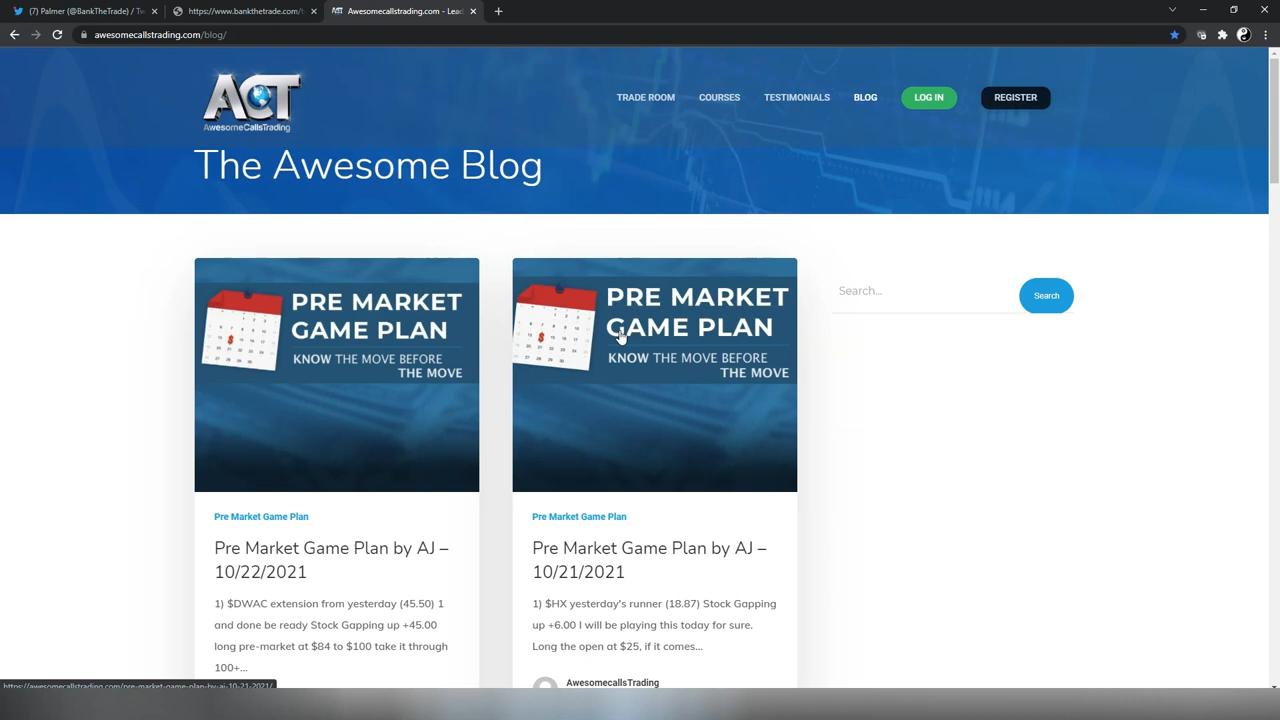 (7) Palmer (@BankTheTrade) / Tw
https://www.bankthetrade.com/t
Awesomecallstrading.com - Lead
awesomecallstrading.com/blog/
ACT
AwesomeCallsTrading
TRADE ROOM
COURSES
TESTIMONIALS
BLOG
LOG IN
REGISTER
The Awesome Blog
PRE MARKET
GAME PLAN
KNOW THE MOVE BEFORE
THE MOVE
Pre Market Game Plan
Pre Market Game Plan by AJ –
10/22/2021
1) $DWAC extension from yesterday (45.50) 1
and done be ready Stock Gapping up +45.00
long pre-market at $84 to $100 take it through
100+...
PRE MARKET
GAME PLAN
KNOW THE MOVE BEFORE
THE MOVE
Pre Market Game Plan
Pre Market Game Plan by AJ –
10/21/2021
1) $HX yesterday's runner (18.87) Stock Gapping
up +6.00 I will be playing this today for sure.
Long the open at $25, if it comes...
AwesomecallsTrading
Search...
Search
https://awesomecallstrading.com/pre-market-game-plan-by-aj-10-21-2021/